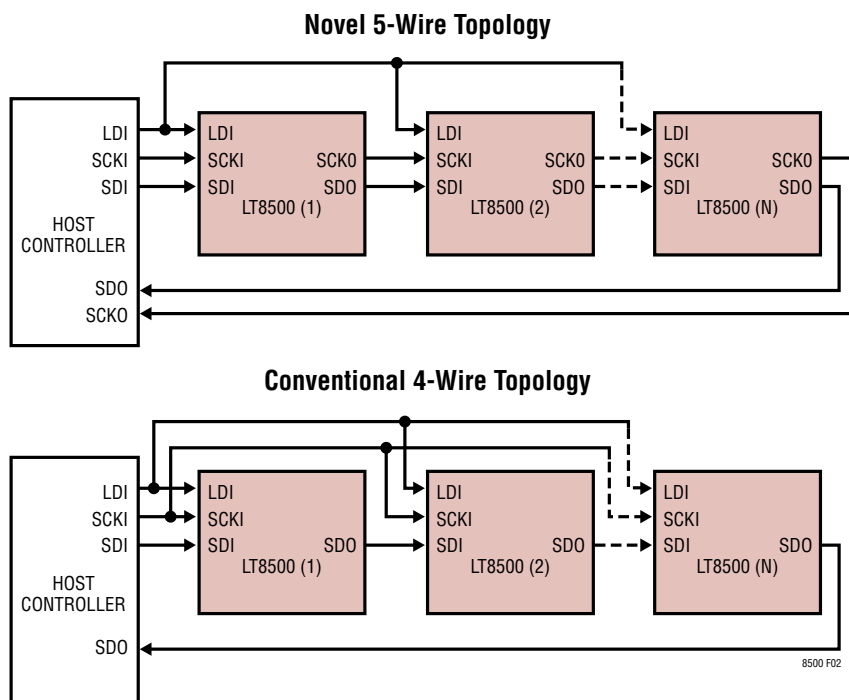 Novel 5-Wire Topology
LDI
SCKI
SDI
HOST
CONTROLLER
SDO
SCKO
LDI
SCKI
SDI
SCK0
SDO
LT8500 (1)
LDI
SCKI
SDI
SCK0
SDO
LT8500 (2)
LDI
SCKI
SDI
SCK0
SDO
LT8500 (N)
Conventional 4-Wire Topology
LDI
SCKI
SDI
HOST
CONTROLLER
SDO
LDI
SCKI
SDI
SDO
LT8500 (1)
LDI
SCKI
SDI
SDO
LT8500 (2)
LDI
SCKI
SDI
SDO
LT8500 (N)
8500 F02